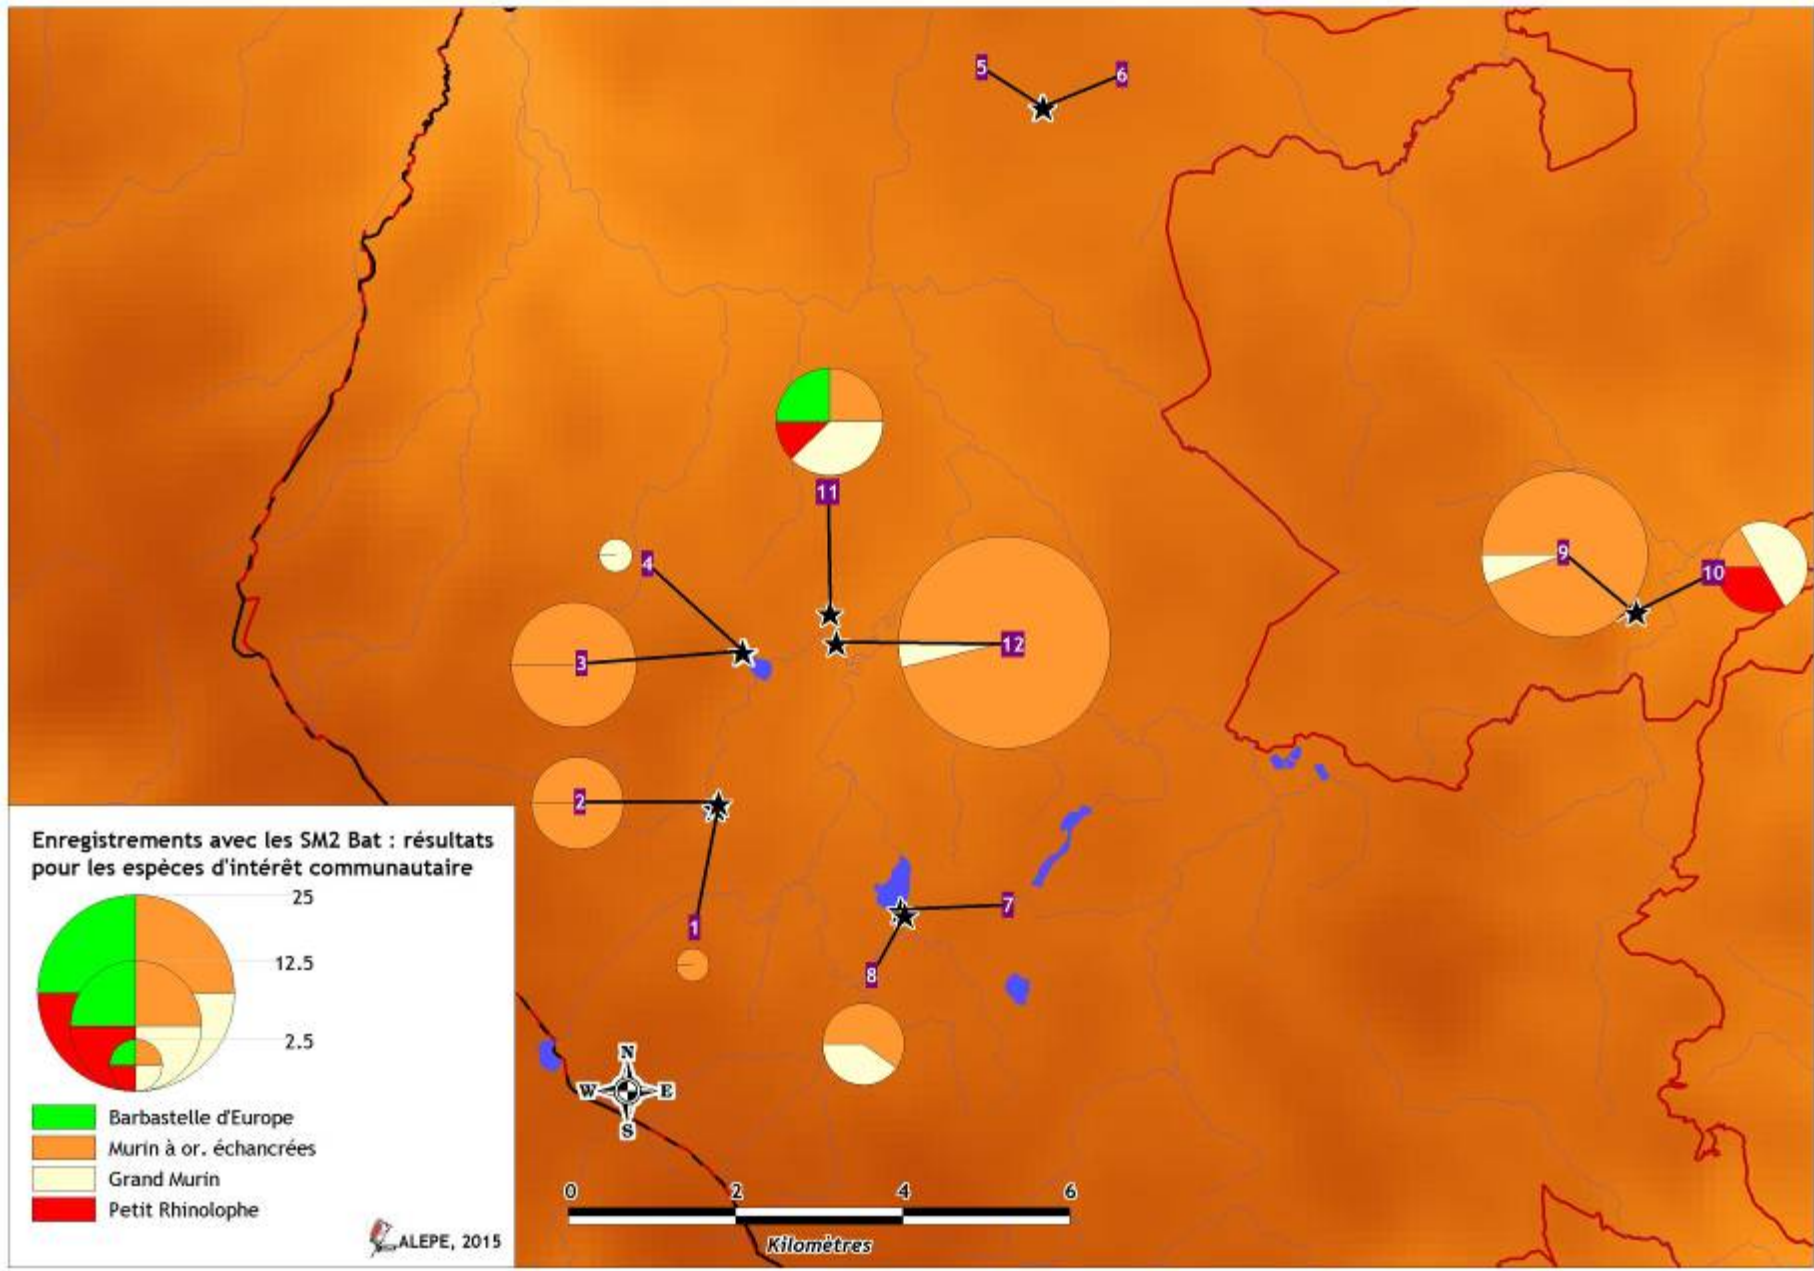 5
6
11
4
9
10
3
12
2
1
7
8
Enregistrements avec les SM2 Bat : résultats
pour les espèces d'intérêt communautaire
25
12.5
2.5
Barbastelle d'Europe
Murin à or. échancrées
Grand Murin
Petit Rhinolophe
ALEPE, 2015
N
W E
S
0 2 4 6
Kilomètres